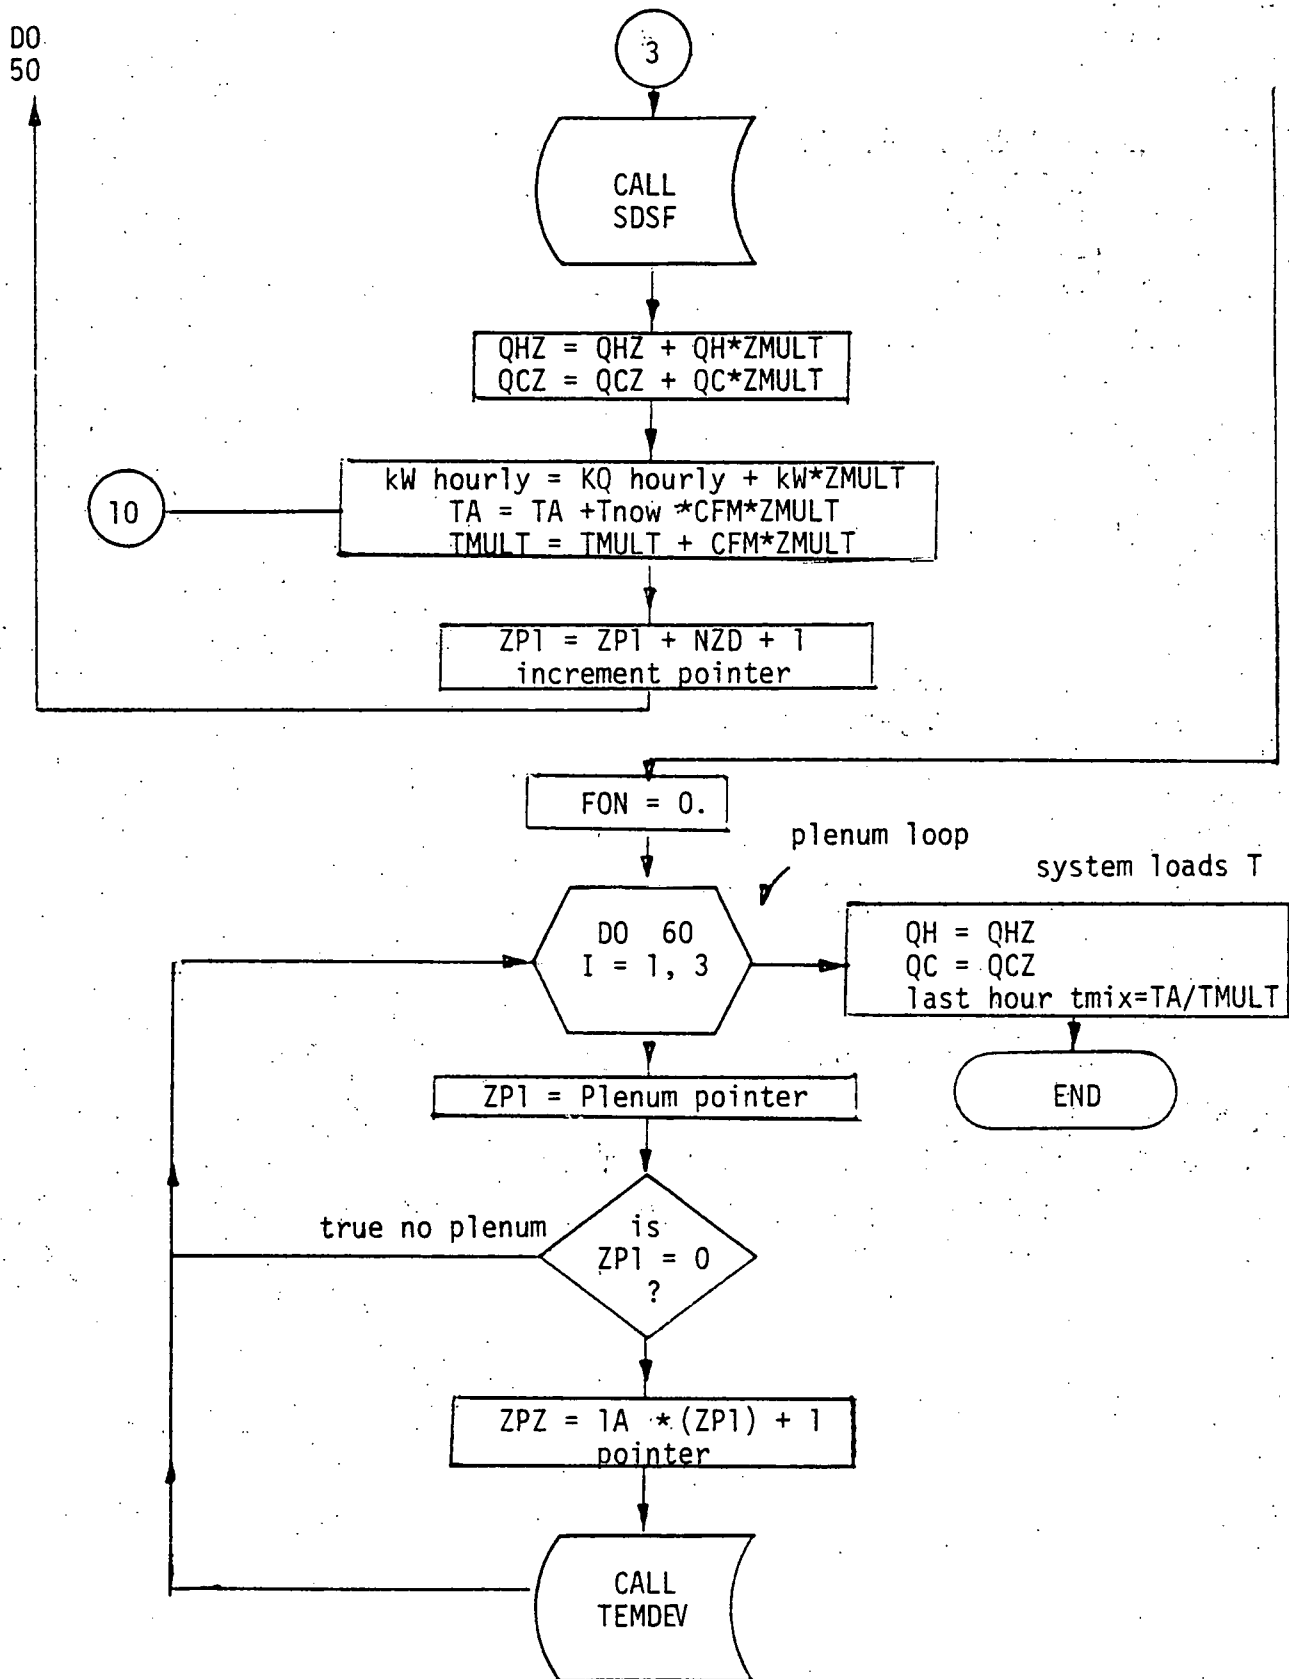 DO
50
3
CALL
SDSF
QHZ = QHZ + QH*ZMULT
QCZ = QCZ + QC*ZMULT
10
kW hourly = KQ hourly + kW*ZMULT
TA = TA +Tnow *CFM*ZMULT
TMULT = TMULT + CFM*ZMULT
ZP1 = ZP1 + NZD + 1
increment pointer
FON = 0.
plenum loop
system loads T
DO 60
I = 1, 3
QH = QHZ
QC = QCZ
last hour tmix=TA/TMULT
ZP1 = Plenum pointer
END
true no plenum
is
ZP1 = 0
?
ZPZ = 1A *(ZP1) + 1
pointer
CALL
TEMDEV